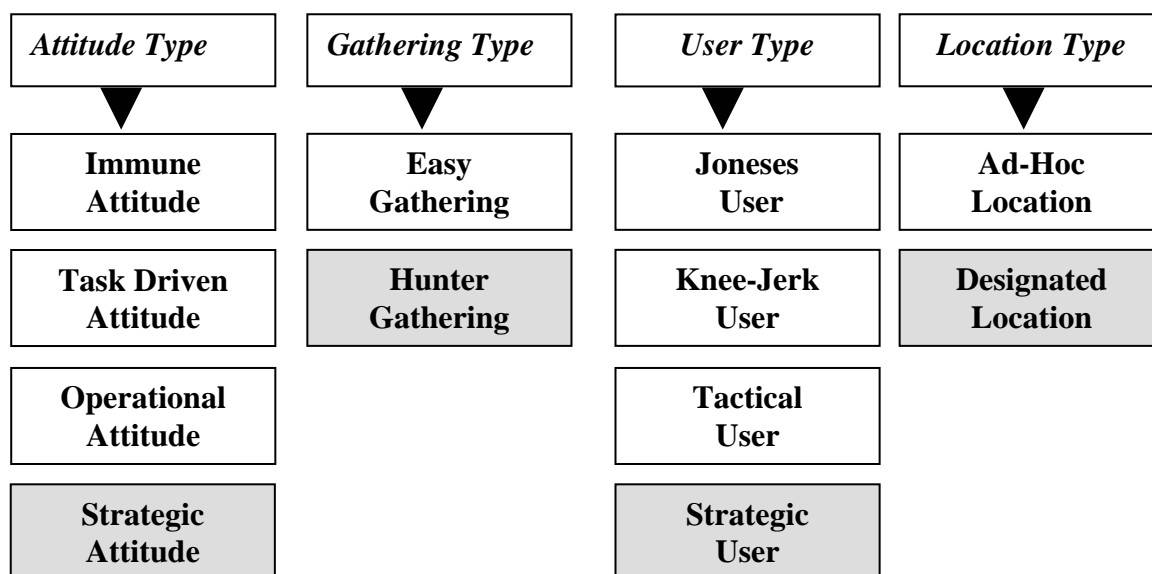 Attitude Type
Gathering Type
User Type
Location Type
Immune
Attitude
Easy
Gathering
Joneses
User
Ad-Hoc
Location
Task Driven
Attitude
Hunter
Gathering
Knee-Jerk
User
Designated
Location
Operational
Attitude
Tactical
User
Strategic
Attitude
Strategic
User